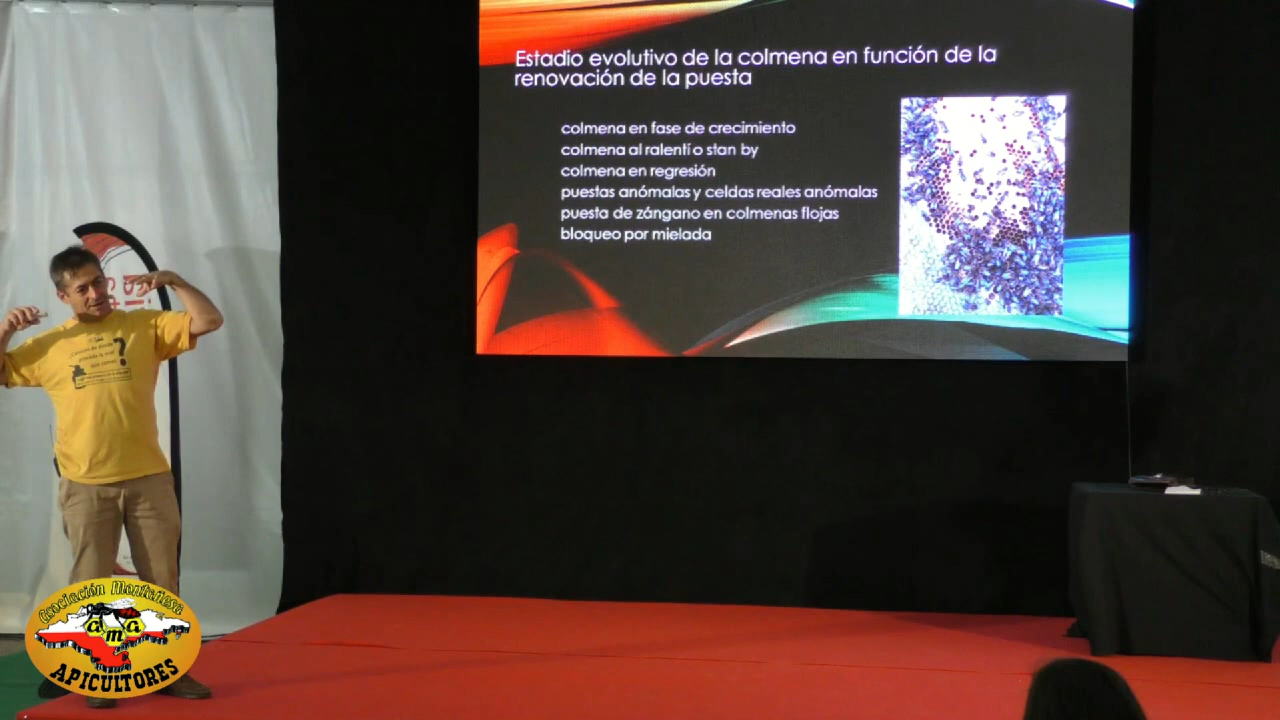 Estadio evolutivo de la colmena en función de la
renovación de la puesta
colmena en fase de crecimiento
colmena al ralentí o stan by
colmena en regresión
puestas anómalas y celdas reales anómalas
puesta de zángano en colmenas flojas
bloqueo por mielada
?
Asociación Montañesa
ama
APICULTORES